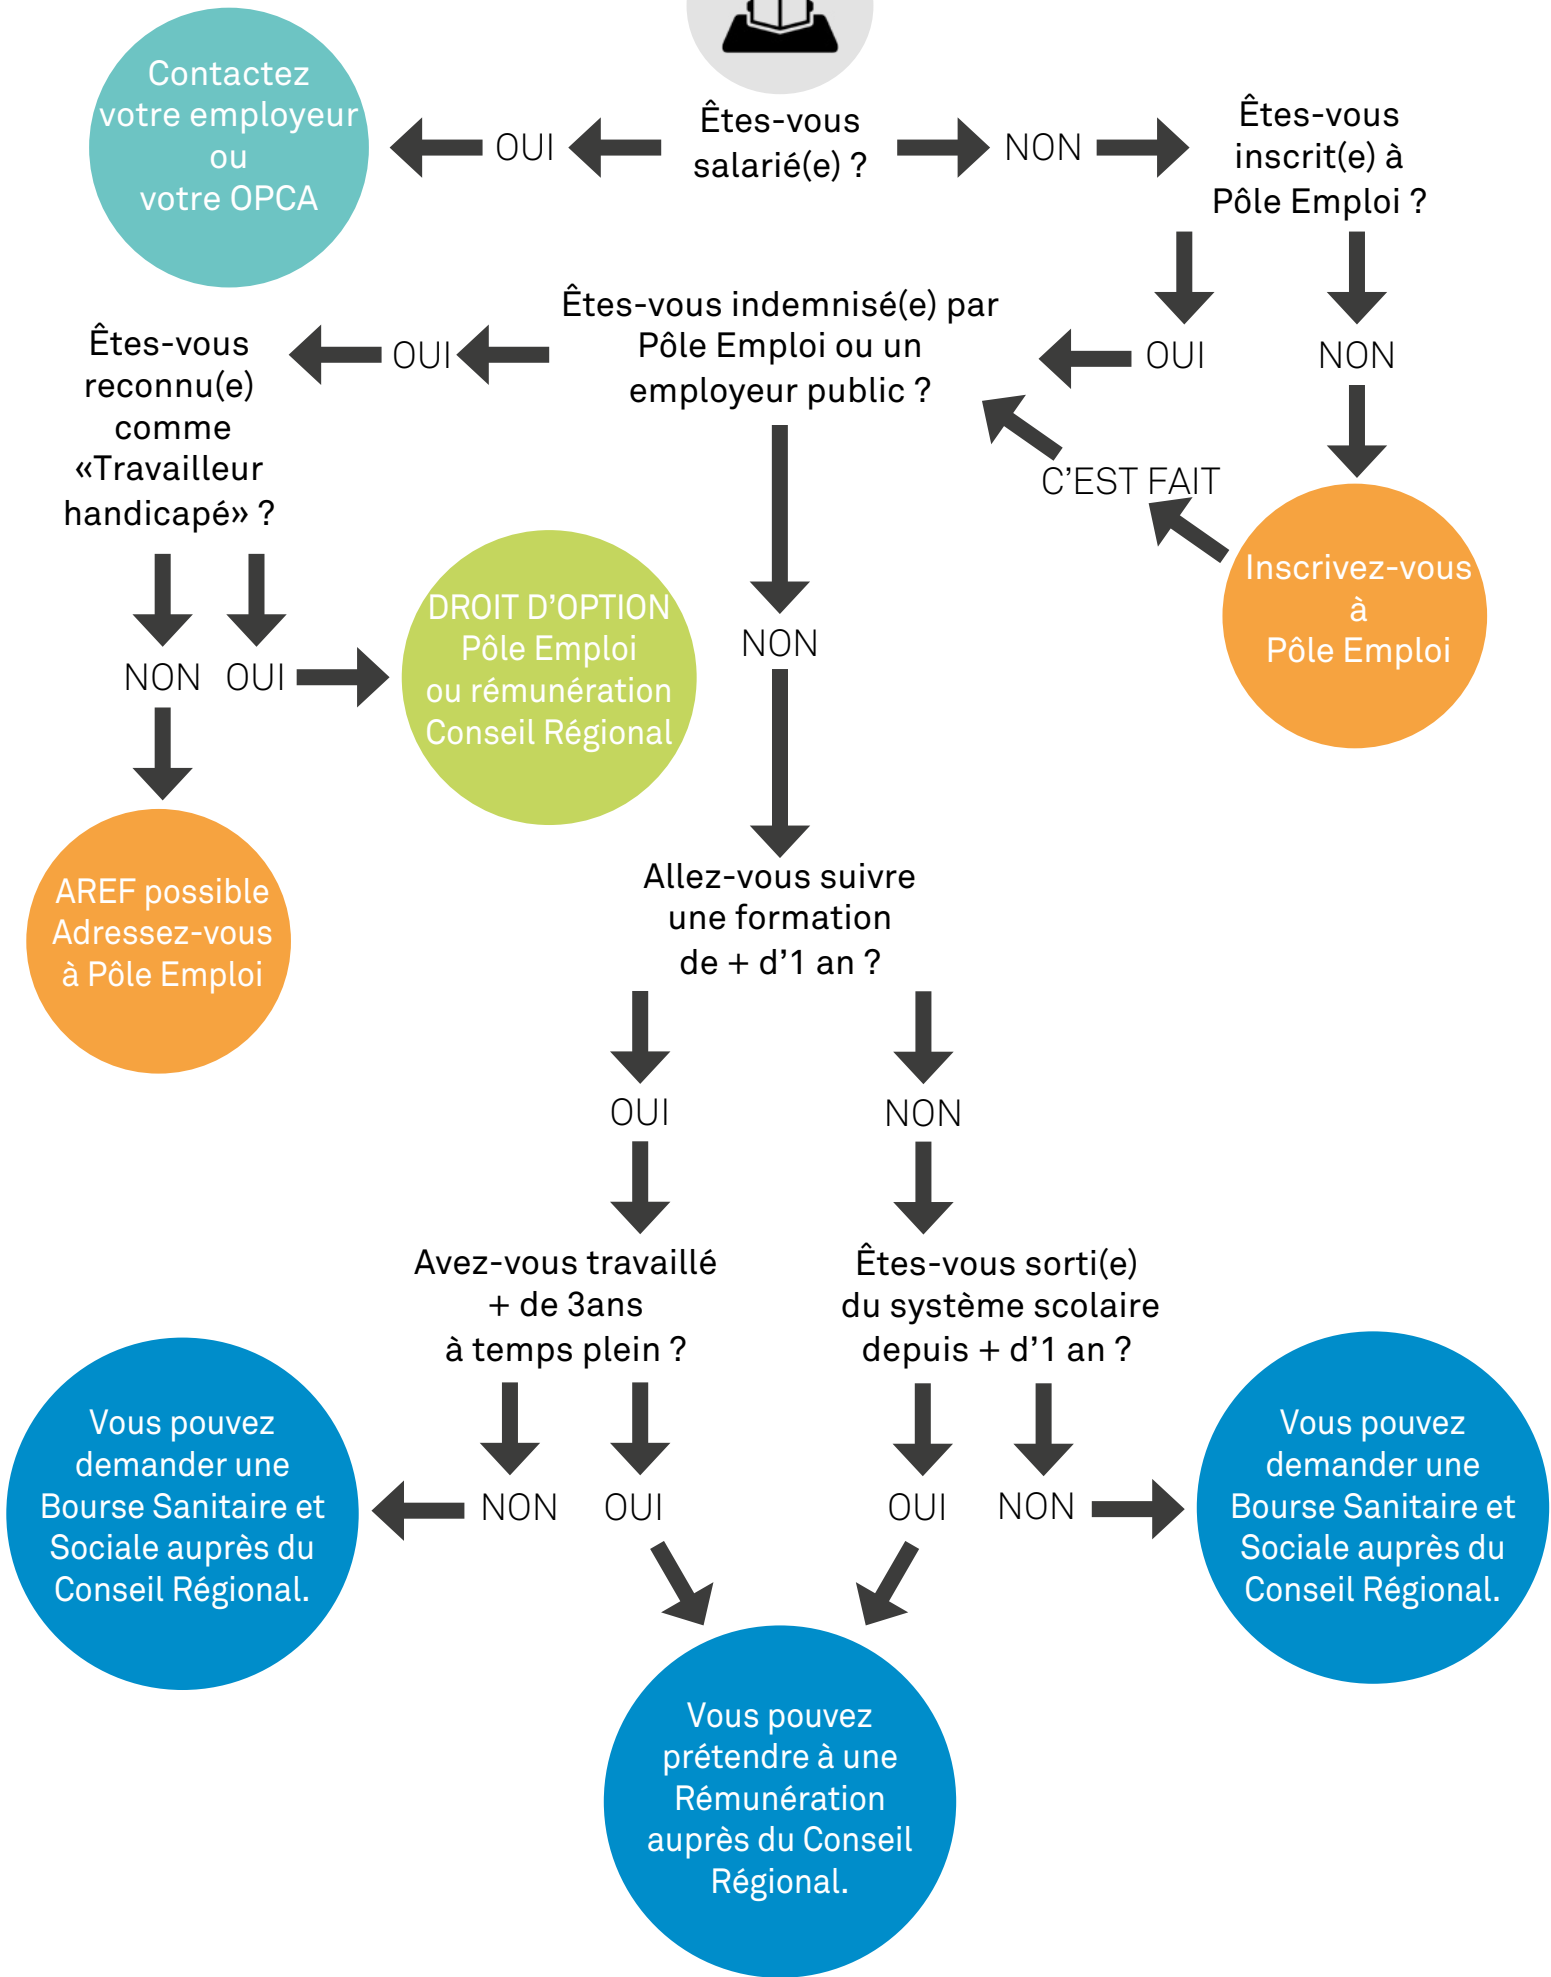 Contactez
votre employeur
ou
votre OPCA
OUI
Êtes-vous
salarié(e) ?
NON
Êtes-vous
inscrit(e) à
Pôle Emploi ?
Êtes-vous
reconnu(e)
comme
«Travailleur
handicapé» ?
OUI
Êtes-vous indemnisé(e) par
Pôle Emploi ou un
employeur public ?
OUI
NON
C'EST FAIT
Inscrivez-vous
à
Pôle Emploi
NON
OUI
DROIT D’OPTION
Pôle Emploi
ou rémunération
Conseil Régional
NON
AREF possible
Adressez-vous
à Pôle Emploi
Allez-vous suivre
une formation
de + d’1 an ?
OUI
NON
Avez-vous travaillé
+ de 3ans
à temps plein ?
Êtes-vous sorti(e)
du système scolaire
depuis + d’1 an ?
Vous pouvez
demander une
Bourse Sanitaire et
Sociale auprès du
Conseil Régional.
NON
OUI
OUI
NON
Vous pouvez
demander une
Bourse Sanitaire et
Sociale auprès du
Conseil Régional.
Vous pouvez
prétendre à une
Rémunération
auprès du Conseil
Régional.